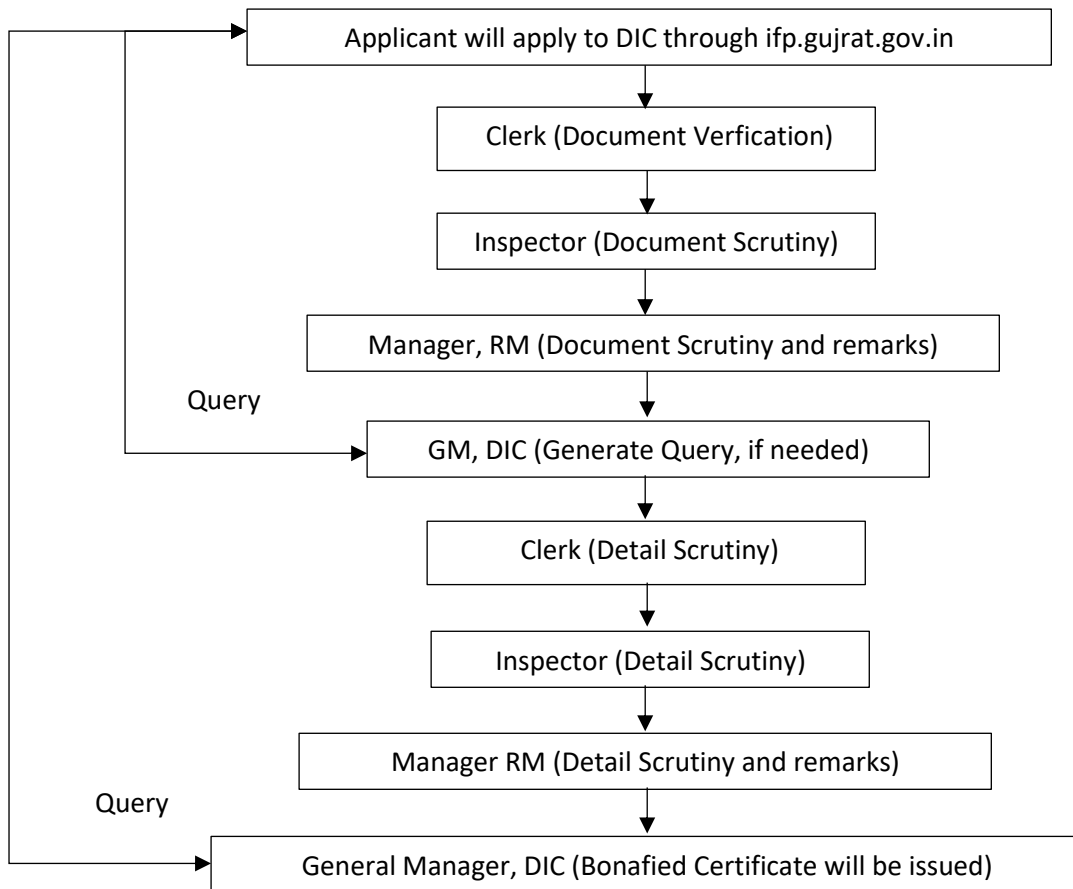 Applicant will apply to DIC through ifp.gujrat.gov.in
Clerk (Document Verfication)
Inspector (Document Scrutiny)
Manager, RM (Document Scrutiny and remarks)
Query
GM, DIC (Generate Query, if needed)
Clerk (Detail Scrutiny)
Inspector (Detail Scrutiny)
Manager RM (Detail Scrutiny and remarks)
Query
General Manager, DIC (Bonafied Certificate will be issued)